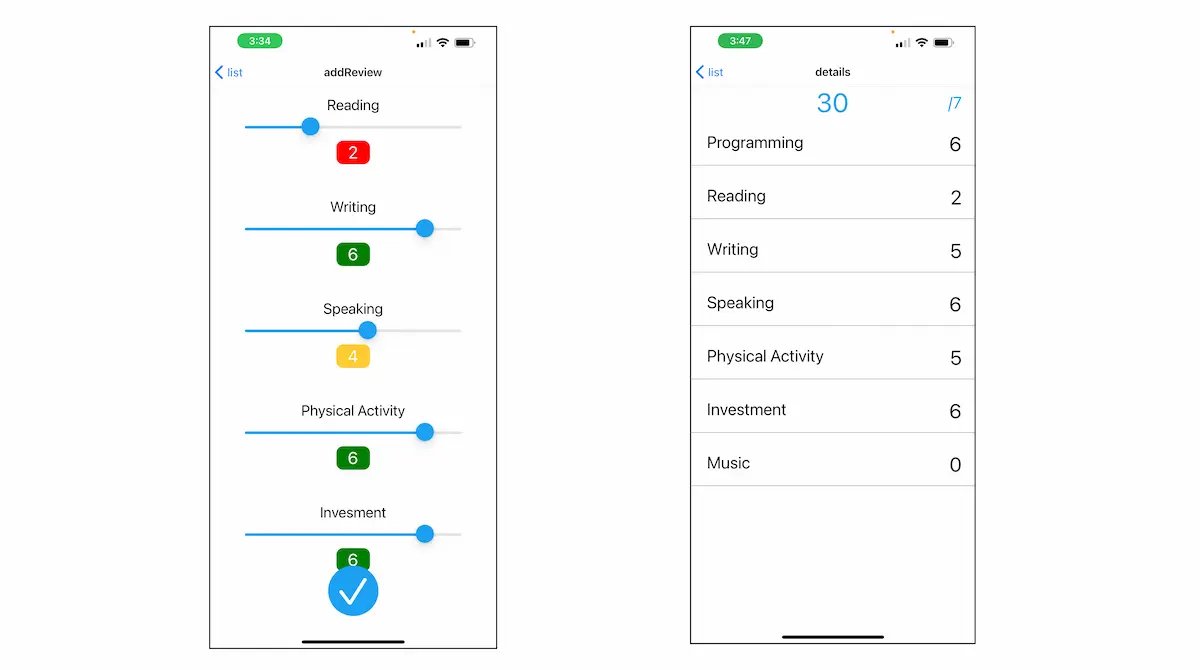 3:34
list
addReview
Reading
2
Writing
6
Speaking
4
Physical Activity
6
Invesment
6
3:47
list
details
30 /7
Programming 6
Reading 2
Writing 5
Speaking 6
Physical Activity 5
Investment 6
Music 0